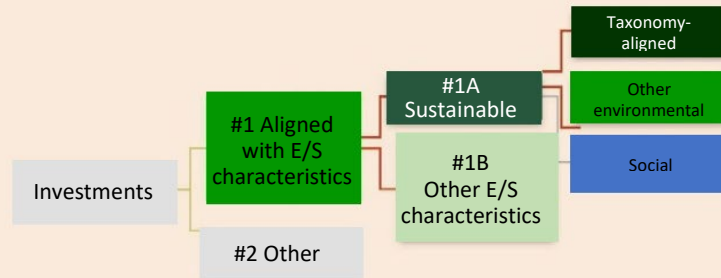 Investments
#1 Aligned
with E/S
characteristics
#2 Other
#1A
Sustainable
#1B
Other E/S
characteristics
Taxonomy-
aligned
Other
environmental
Social